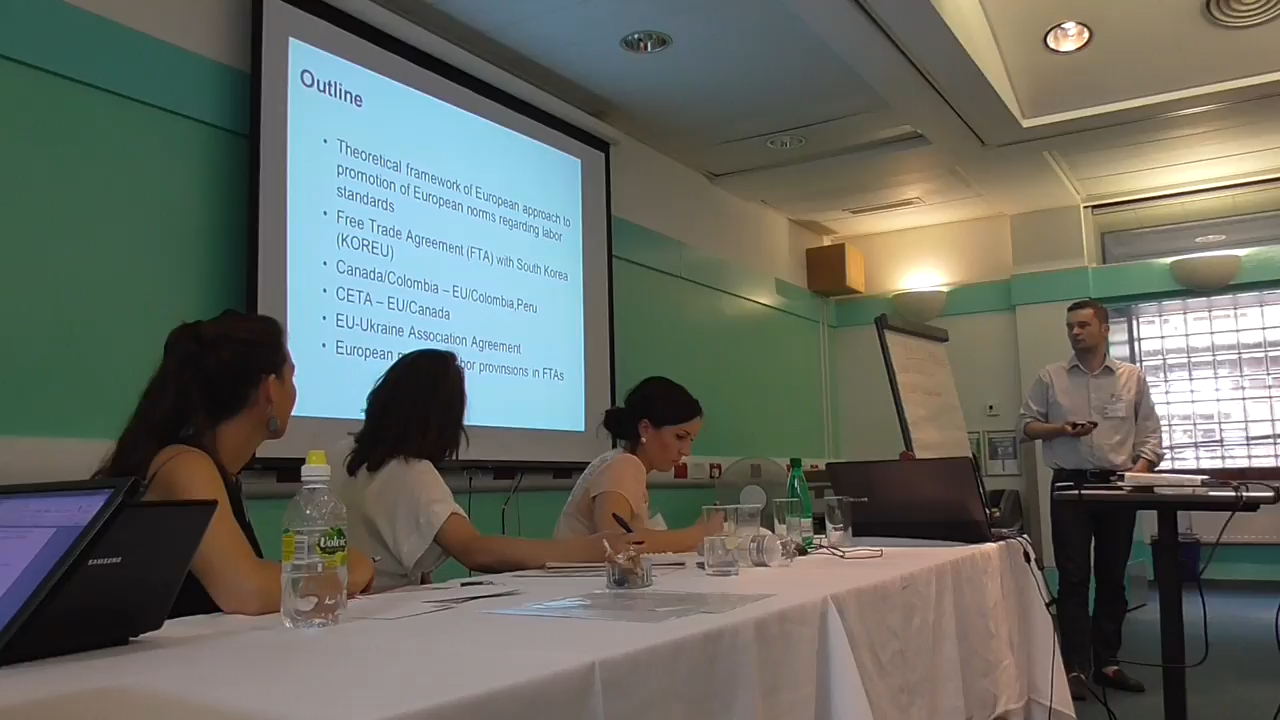 Outline
• Theoretical framework of European approach to
promotion of European norms regarding labor
standards
• Free Trade Agreement (FTA) with South Korea
(KOREU)
• Canada/Colombia – EU/Colombia,Peru
• CETA – EU/Canada
• EU-Ukraine Association Agreement
• European provinsions in FTAs
SAMSUNG
Volvic